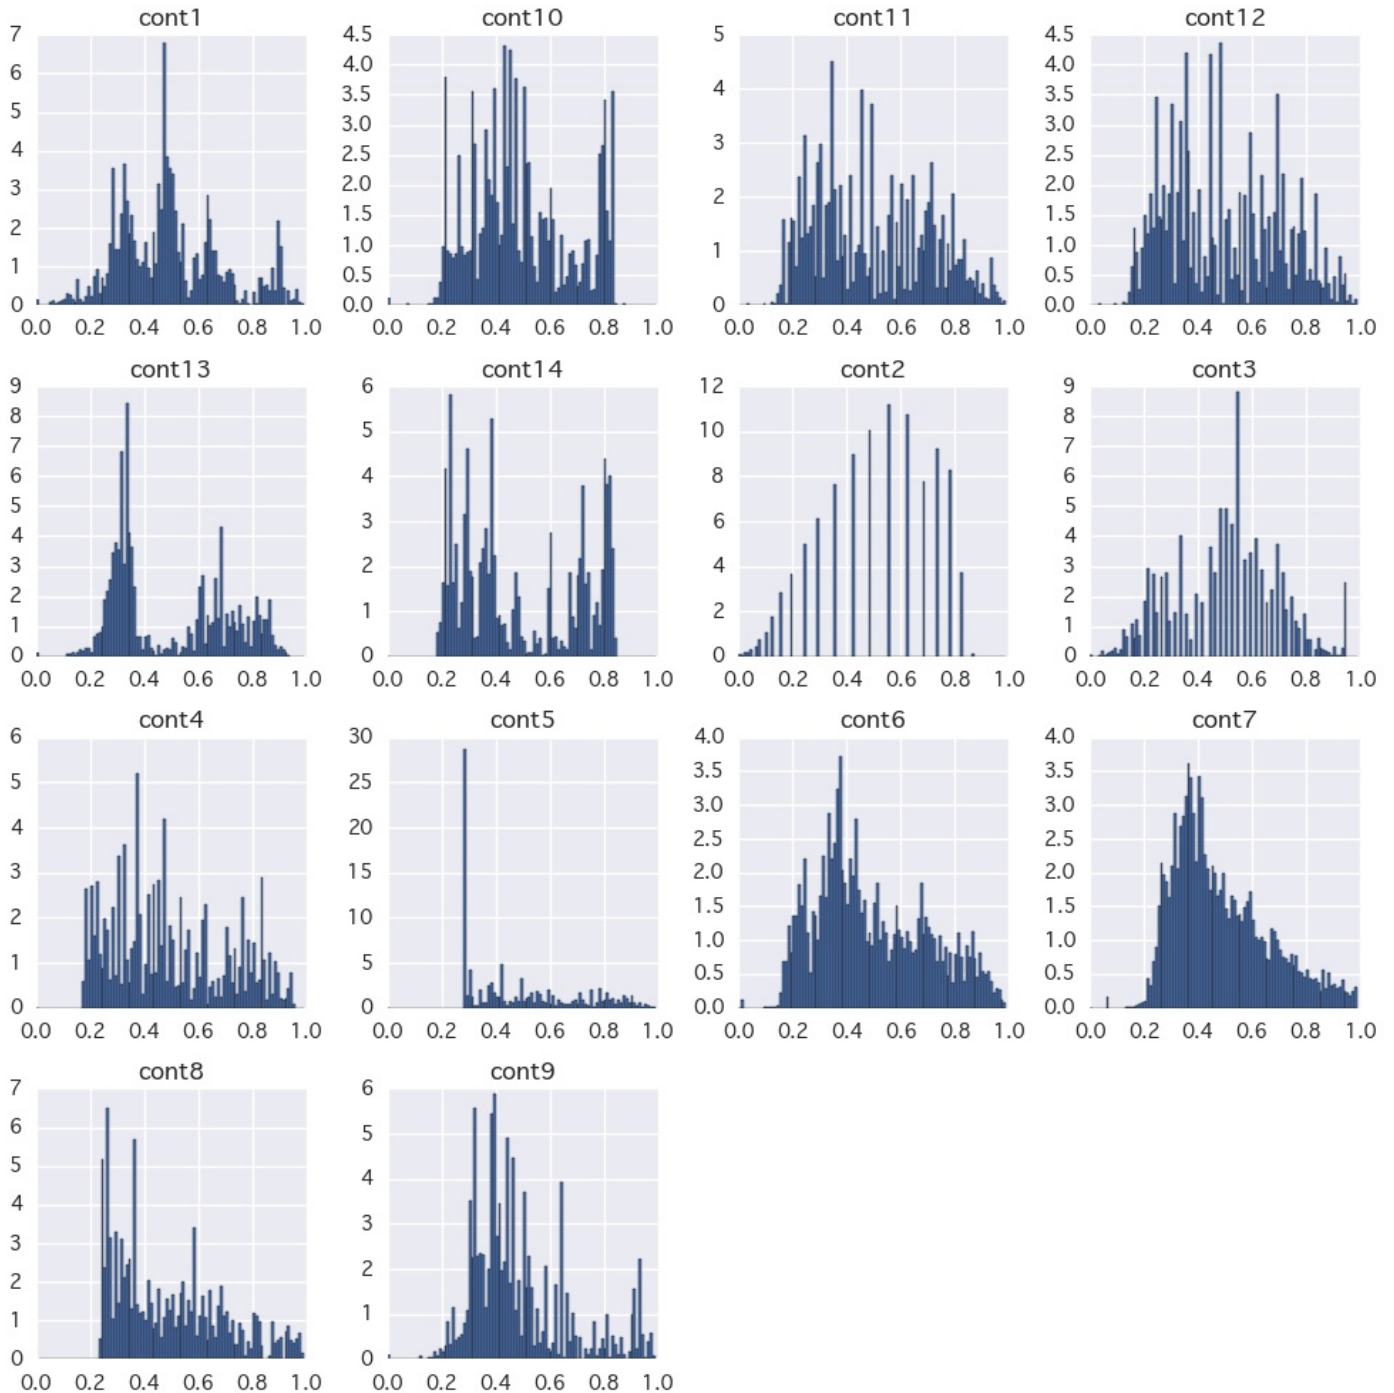 cont1 cont10 cont11 cont12
7 4.5 5 4.5
6 4.0 4.0
5 3.5 4 3.5
4 3.0 3 3.0
2.5 2.5
3 2.0 2 2.0
2 1.5 1.5
1 1.0 1 1.0
0.5 0.5
0 0.0 0 0.0
0.0 0.2 0.4 0.6 0.8 1.0 0.0 0.2 0.4 0.6 0.8 1.0 0.0 0.2 0.4 0.6 0.8 1.0 0.0 0.2 0.4 0.6 0.8 1.0
cont13 cont14 cont2 cont3
9 6 12 9
8 5 10 8
7 7
6 4 8 6
5 3 6 5
4 4
3 2 4 3
2 1 2 2
1 1
0 0 0 0
0.0 0.2 0.4 0.6 0.8 1.0 0.0 0.2 0.4 0.6 0.8 1.0 0.0 0.2 0.4 0.6 0.8 1.0 0.0 0.2 0.4 0.6 0.8 1.0
cont4 cont5 cont6 cont7
6 30 4.0 4.0
5 25 3.5 3.5
4 20 3.0 3.0
2.5 2.5
3 15 2.0 2.0
2 10 1.5 1.5
1 5 1.0 1.0
0.5 0.5
0 0 0.0 0.0
0.0 0.2 0.4 0.6 0.8 1.0 0.0 0.2 0.4 0.6 0.8 1.0 0.0 0.2 0.4 0.6 0.8 1.0 0.0 0.2 0.4 0.6 0.8 1.0
cont8 cont9
7 6
6 5
5 4
4
3 3
2 2
1 1
0 0
0.0 0.2 0.4 0.6 0.8 1.0 0.0 0.2 0.4 0.6 0.8 1.0